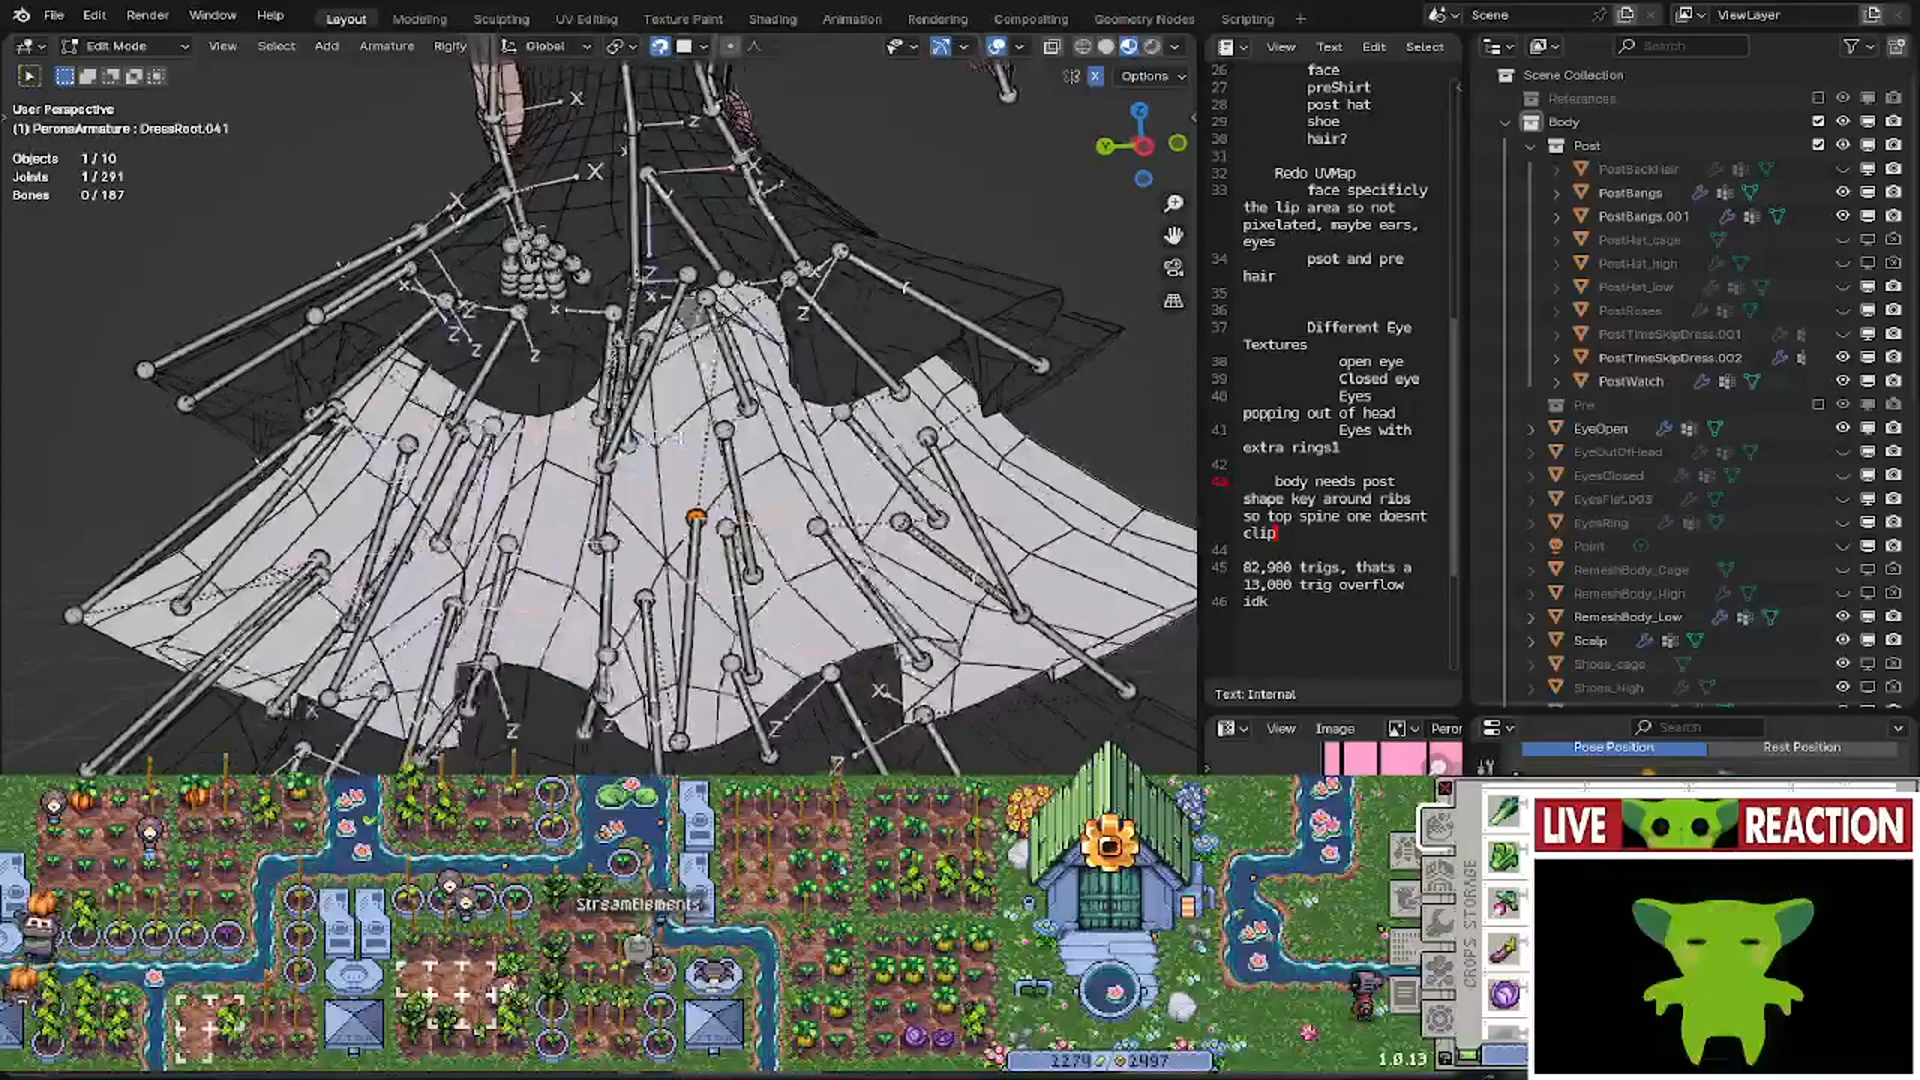 File Edit Render Window Help Layout Modeling Sculpting UV Editing Texture Paint Shading Animation Rendering Compositing Geometry Nodes Scripting + Scene ViewLayer
Edit Mode View Select Add Armature Rigify Global
View Text Edit Select
Search
Options
User Perspective
(1) PeronaArmature : DressRoot.041
Objects 1 / 10
Joints 1 / 291
Bones 0 / 187
26 face
27 preShirt
28 post hat
29 shoe
30 hair?
31
32 Redo UVMap
33 face specificly
the lip area so not
pixelated, maybe ears,
eyes
34 psot and pre
hair
35
36
37 Different Eye
Textures
38 open eye
39 Closed eye
40 Eyes
popping out of head
41 Eyes with
extra rings1
42
43 body needs post
shape key around ribs
so top spine one doesnt
clip
44
45 82,900 trigs, thats a
13,000 trig overflow
46 idk
Text: Internal
View Image Peror
Scene Collection
References
Body
Post
PostBackHair
PostBangs
PostBangs.001
PostHat_cage
PostHat_high
PostHat_low
PostRoses
PostTimeSkipDress.001
PostTimeSkipDress.002
PostWatch
Pre
EyeOpen
EyeOutOfHead
EyesClosed
EyesFlat.003
EyesRing
Point
RemeshBody_Cage
RemeshBody_High
RemeshBody_Low
Scalp
Shoes_cage
Shoes_High
Search
Pose Position Rest Position
StreamElements
CROPS STORAGE
LIVE REACTION
1.0.13